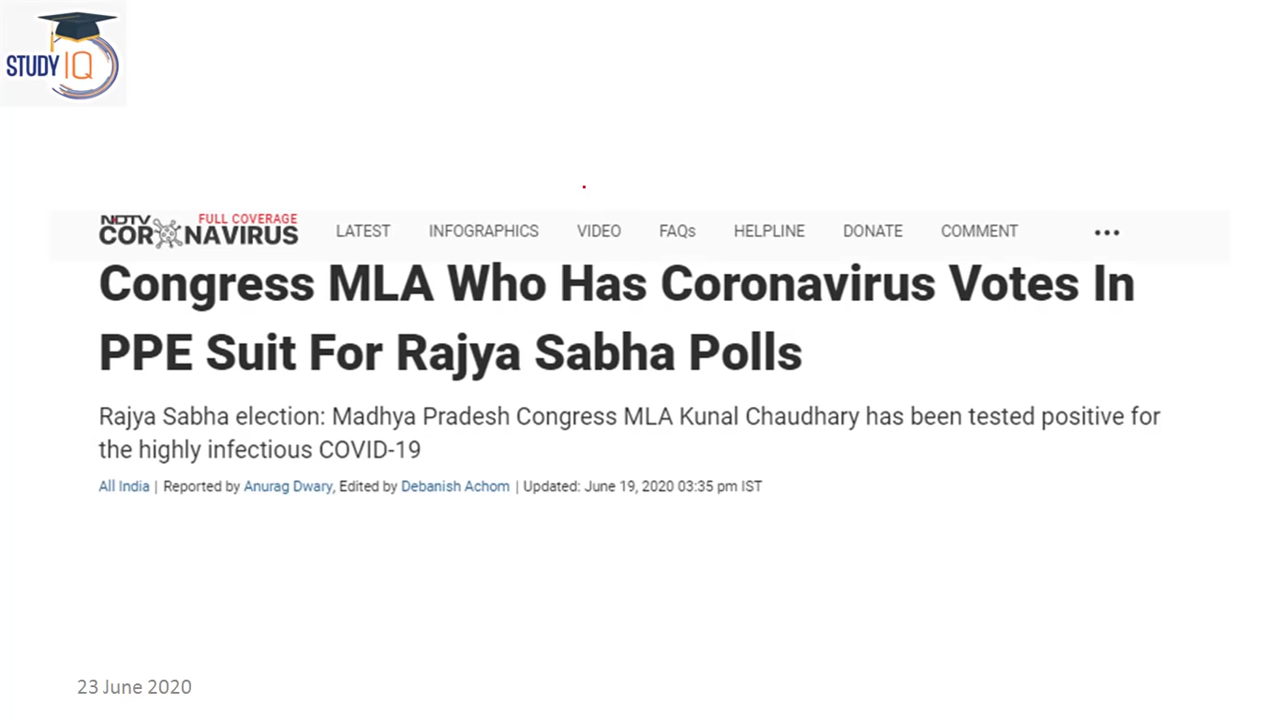 STUDY IQ
NDTV FULL COVERAGE
CORONAVIRUS LATEST INFOGRAPHICS VIDEO FAQs HELPLINE DONATE COMMENT •••
Congress MLA Who Has Coronavirus Votes In
PPE Suit For Rajya Sabha Polls
Rajya Sabha election: Madhya Pradesh Congress MLA Kunal Chaudhary has been tested positive for
the highly infectious COVID-19
All India | Reported by Anurag Dwary, Edited by Debanish Achom | Updated: June 19, 2020 03:35 pm IST
23 June 2020